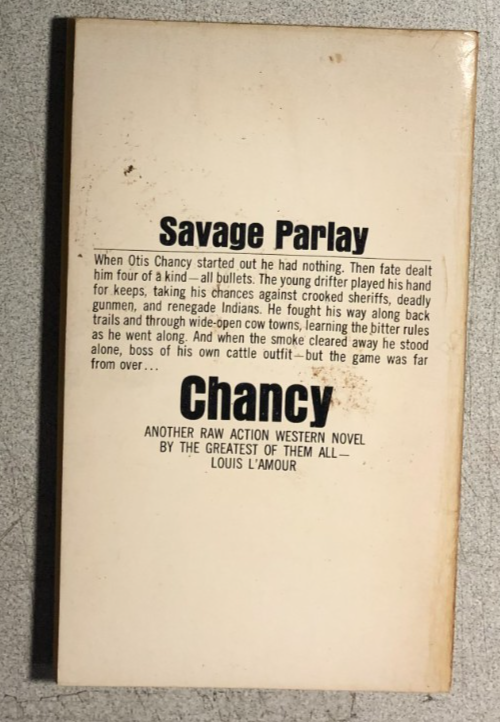 Savage Parlay
When Otis Chancy started out he had nothing. Then fate dealt
him four of a kind—all bullets. The young drifter played his hand
for keeps, taking his chances against crooked sheriffs, deadly
gunmen, and renegade Indians. He fought his way along back
trails and through wide-open cow towns, learning the bitter rules
as he went along. And when the smoke cleared away he stood
alone, boss of his own cattle outfit—but the game was far
from over...
Chancy
ANOTHER RAW ACTION WESTERN NOVEL
BY THE GREATEST OF THEM ALL—
LOUIS L'AMOUR